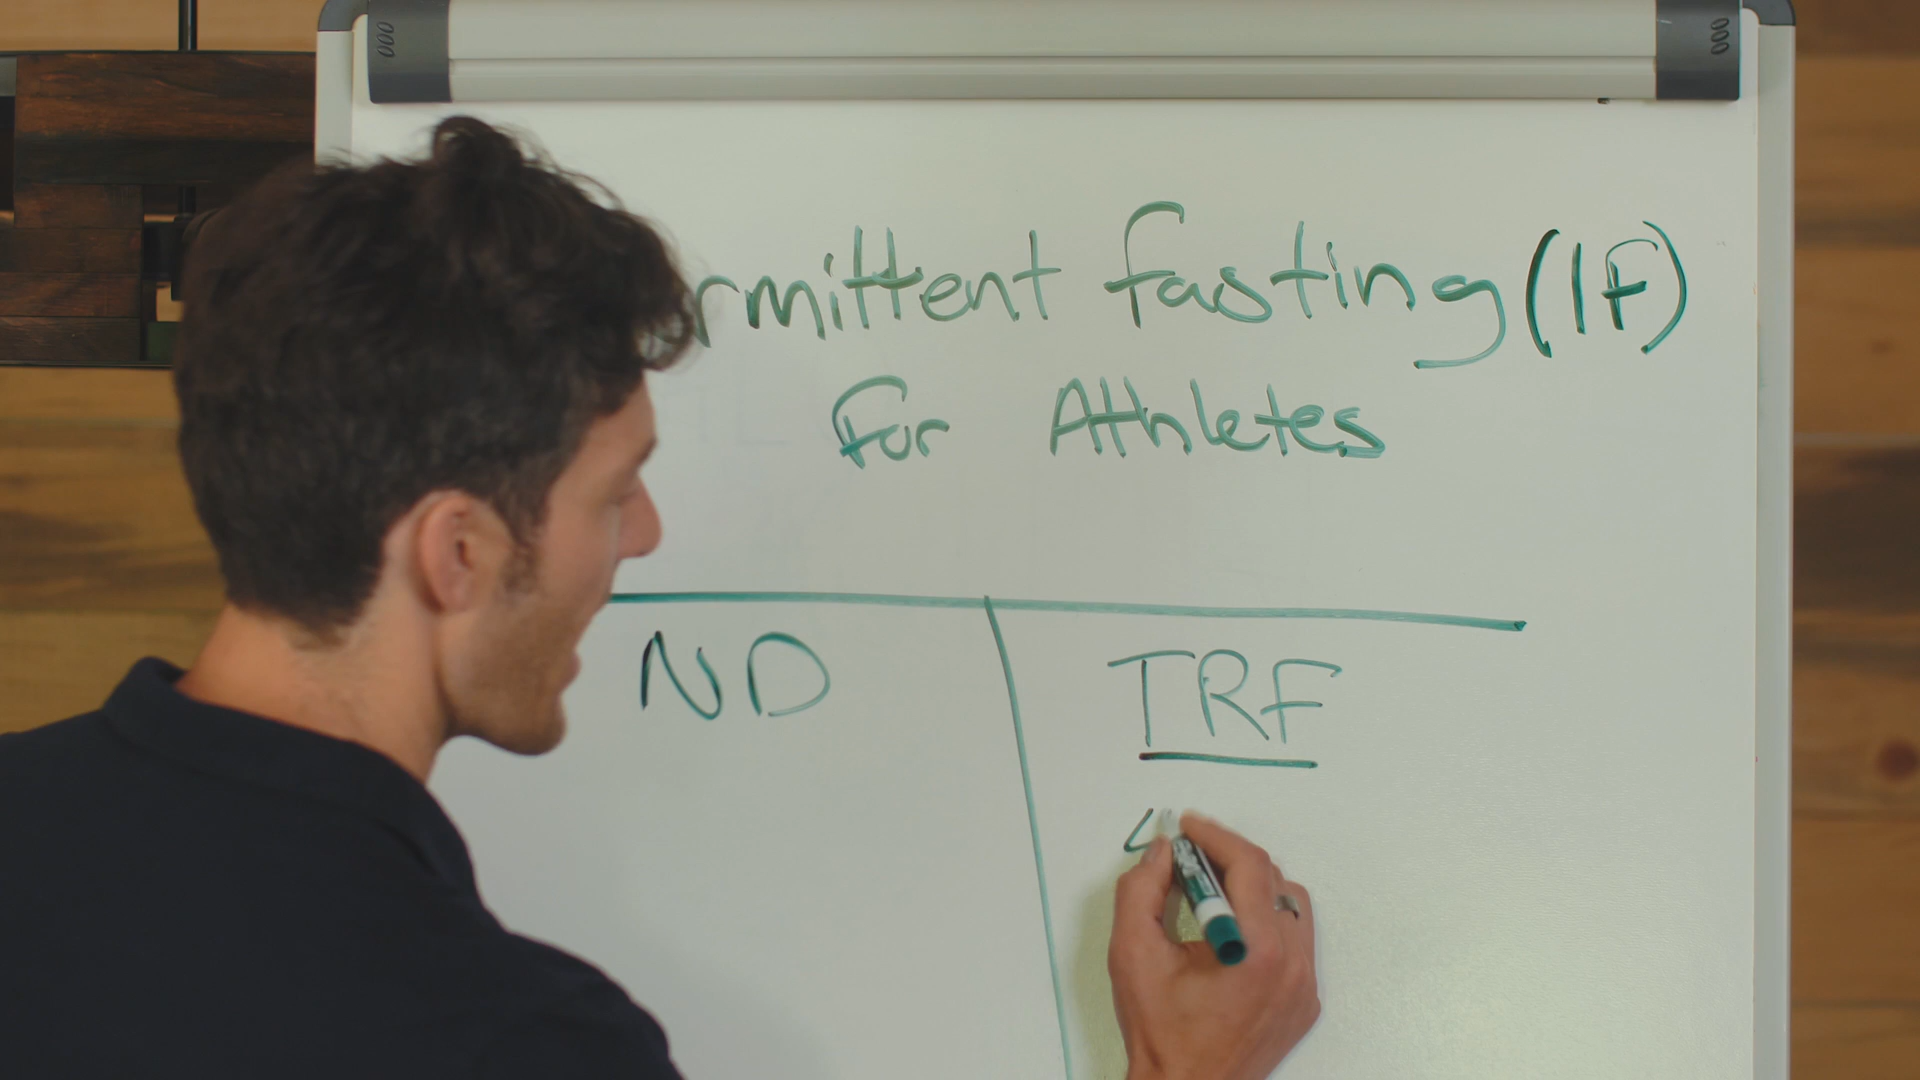 rmittent fasting (IF)
for Athletes
ND TRF